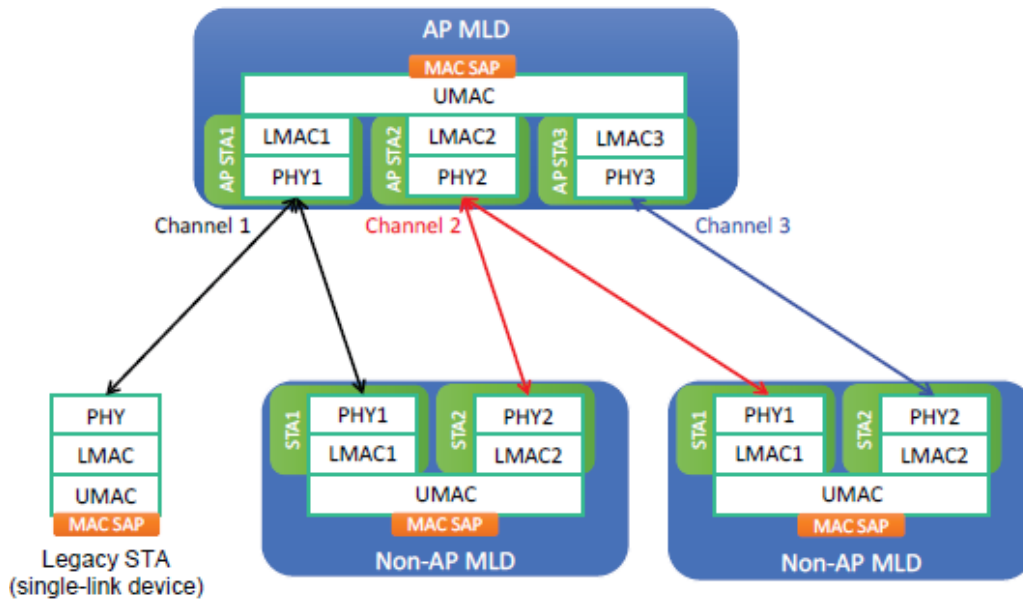 AP MLD
MAC SAP
UMAC
AP STA1
LMAC1
PHY1
AP STA2
LMAC2
PHY2
AP STA3
LMAC3
PHY3
Channel 1
Channel 2
Channel 3
PHY
LMAC
UMAC
MAC SAP
Legacy STA
(single-link device)
STA1
PHY1
LMAC1
STA2
PHY2
LMAC2
UMAC
MAC SAP
Non-AP MLD
STA1
PHY1
LMAC1
STA2
PHY2
LMAC2
UMAC
MAC SAP
Non-AP MLD